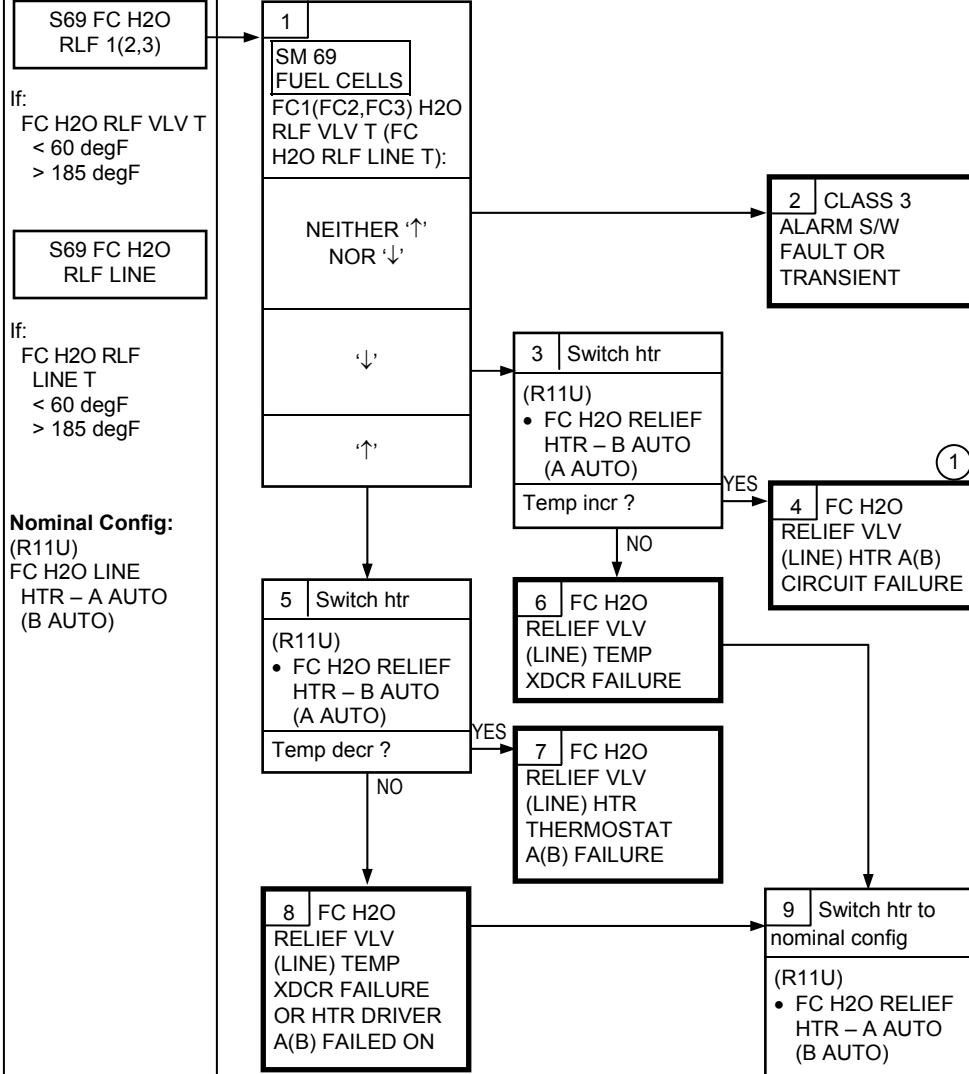 S69 FC H2O
RLF 1(2,3)
If:
FC H2O RLF VLV T
< 60 degF
> 185 degF
S69 FC H2O
RLF LINE
If:
FC H2O RLF
LINE T
< 60 degF
> 185 degF
Nominal Config:
(R11U)
FC H2O LINE
HTR – A AUTO
(B AUTO)
1
SM 69
FUEL CELLS
FC1(FC2,FC3) H2O
RLF VLV T (FC
H2O RLF LINE T):
NEITHER ‘↑’
NOR ‘↓’
‘↓’
‘↑’
2 CLASS 3
ALARM S/W
FAULT OR
TRANSIENT
3 Switch htr
(R11U)
• FC H2O RELIEF
HTR – B AUTO
(A AUTO)
Temp incr ?
YES
NO
1
4 FC H2O
RELIEF VLV
(LINE) HTR A(B)
CIRCUIT FAILURE
5 Switch htr
(R11U)
• FC H2O RELIEF
HTR – B AUTO
(A AUTO)
Temp decr ?
YES
NO
6 FC H2O
RELIEF VLV
(LINE) TEMP
XDCR FAILURE
7 FC H2O
RELIEF VLV
(LINE) HTR
THERMOSTAT
A(B) FAILURE
8 FC H2O
RELIEF VLV
(LINE) TEMP
XDCR FAILURE
OR HTR DRIVER
A(B) FAILED ON
9 Switch htr to
nominal config
(R11U)
• FC H2O RELIEF
HTR – A AUTO
(B AUTO)